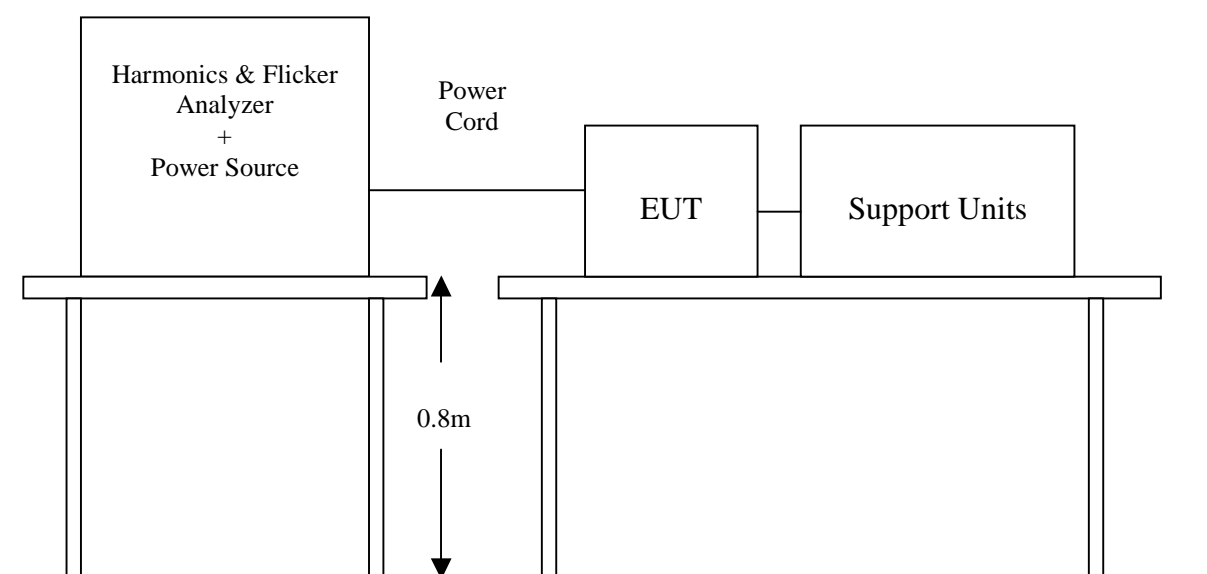 Harmonics & Flicker
Analyzer
+
Power Source
Power
Cord
EUT
Support Units
0.8m